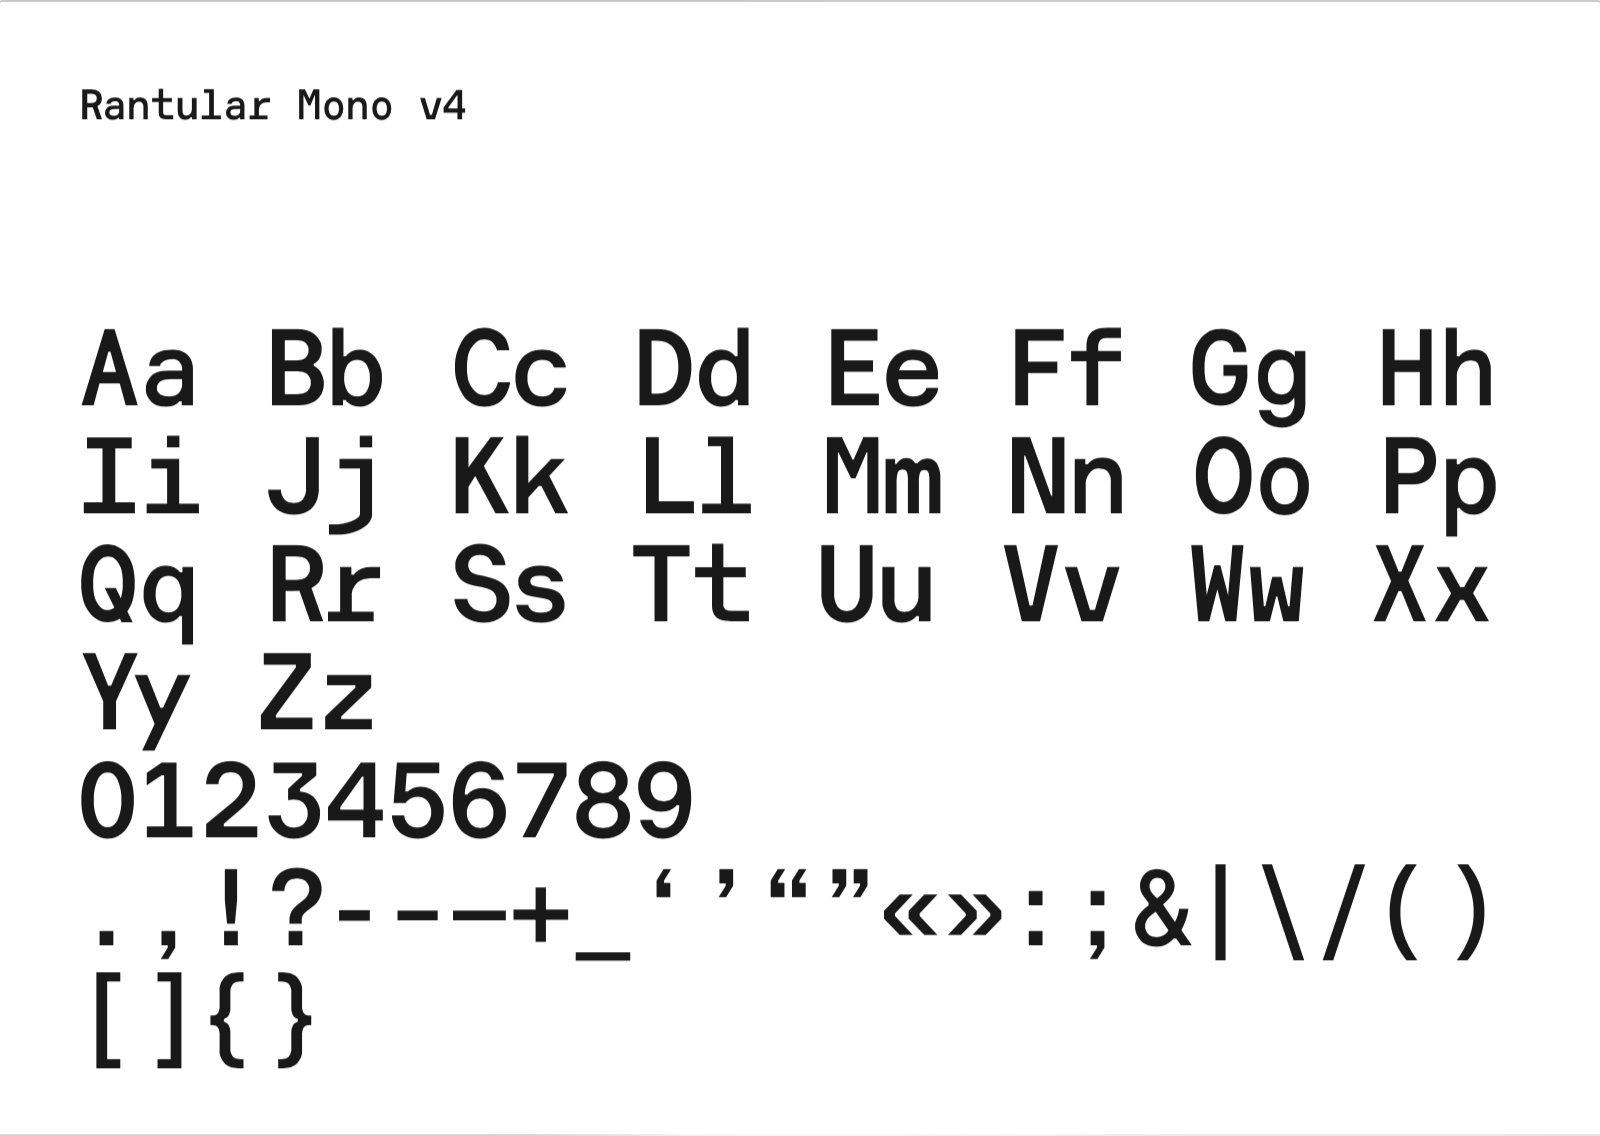 Rantular Mono v4
Aa Bb Cc Dd Ee Ff Gg Hh
Ii Jj Kk Ll Mm Nn Oo Pp
Qq Rr Ss Tt Uu Vv Ww Xx
Yy Zz
0123456789
.,!?-–—+_‘’“”«»:;&|\/()
[]{}